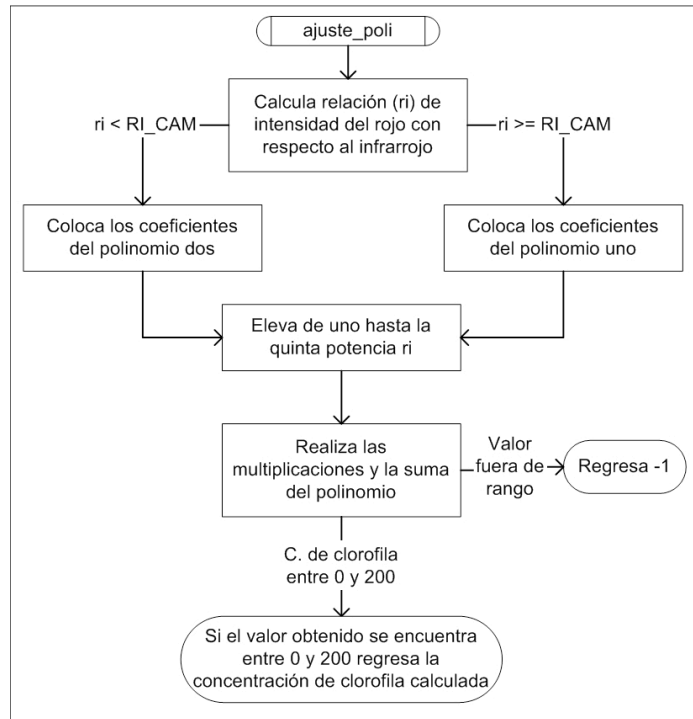 ajuste_poli
Calcula relación (ri) de
intensidad del rojo con
respecto al infrarrojo
ri < RI_CAM
ri >= RI_CAM
Coloca los coeficientes
del polinomio dos
Coloca los coeficientes
del polinomio uno
Eleva de uno hasta la
quinta potencia ri
Realiza las
multiplicaciones y la suma
del polinomio
Valor
fuera de
rango
Regresa -1
C. de clorofila
entre 0 y 200
Si el valor obtenido se encuentra
entre 0 y 200 regresa la
concentración de clorofila calculada